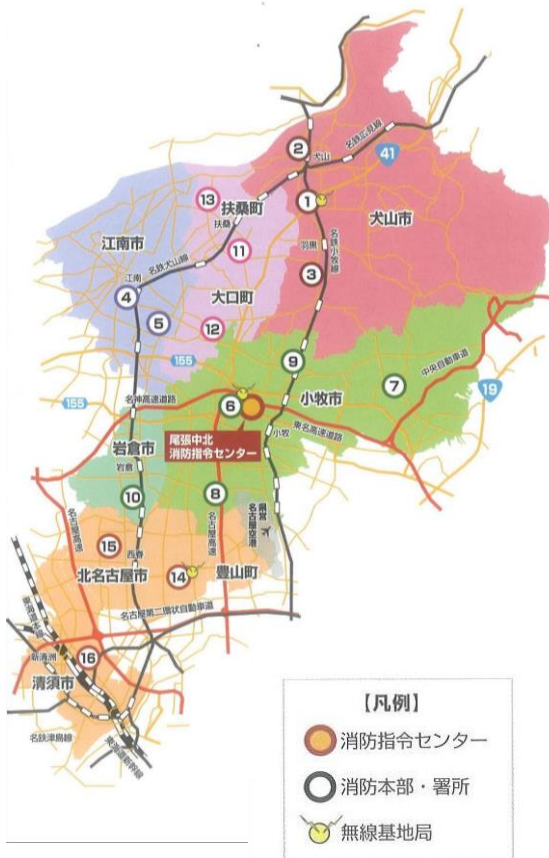 名鉄広見線
2
犬山
41
1
13
扶桑町
扶桑
犬山市
江南市
11
羽黒
名鉄小牧線
名鉄犬山線
3
江南
大口町
4
5
12
155
9
中央自動車道
7
19
名神高速道路
155
6
小牧市
東名高速道路
尾張中北
消防指令センター
小牧
岩倉市
岩倉
10
8
県営
名古屋空港
名古屋高速
名古屋高速
15
西春
北名古屋市
14
豊山町
名古屋第二環状自動車道
東海道本線
新清洲
16
清須市
名鉄津島線
東海道新幹線
【凡例】
消防指令センター
消防本部・署所
無線基地局